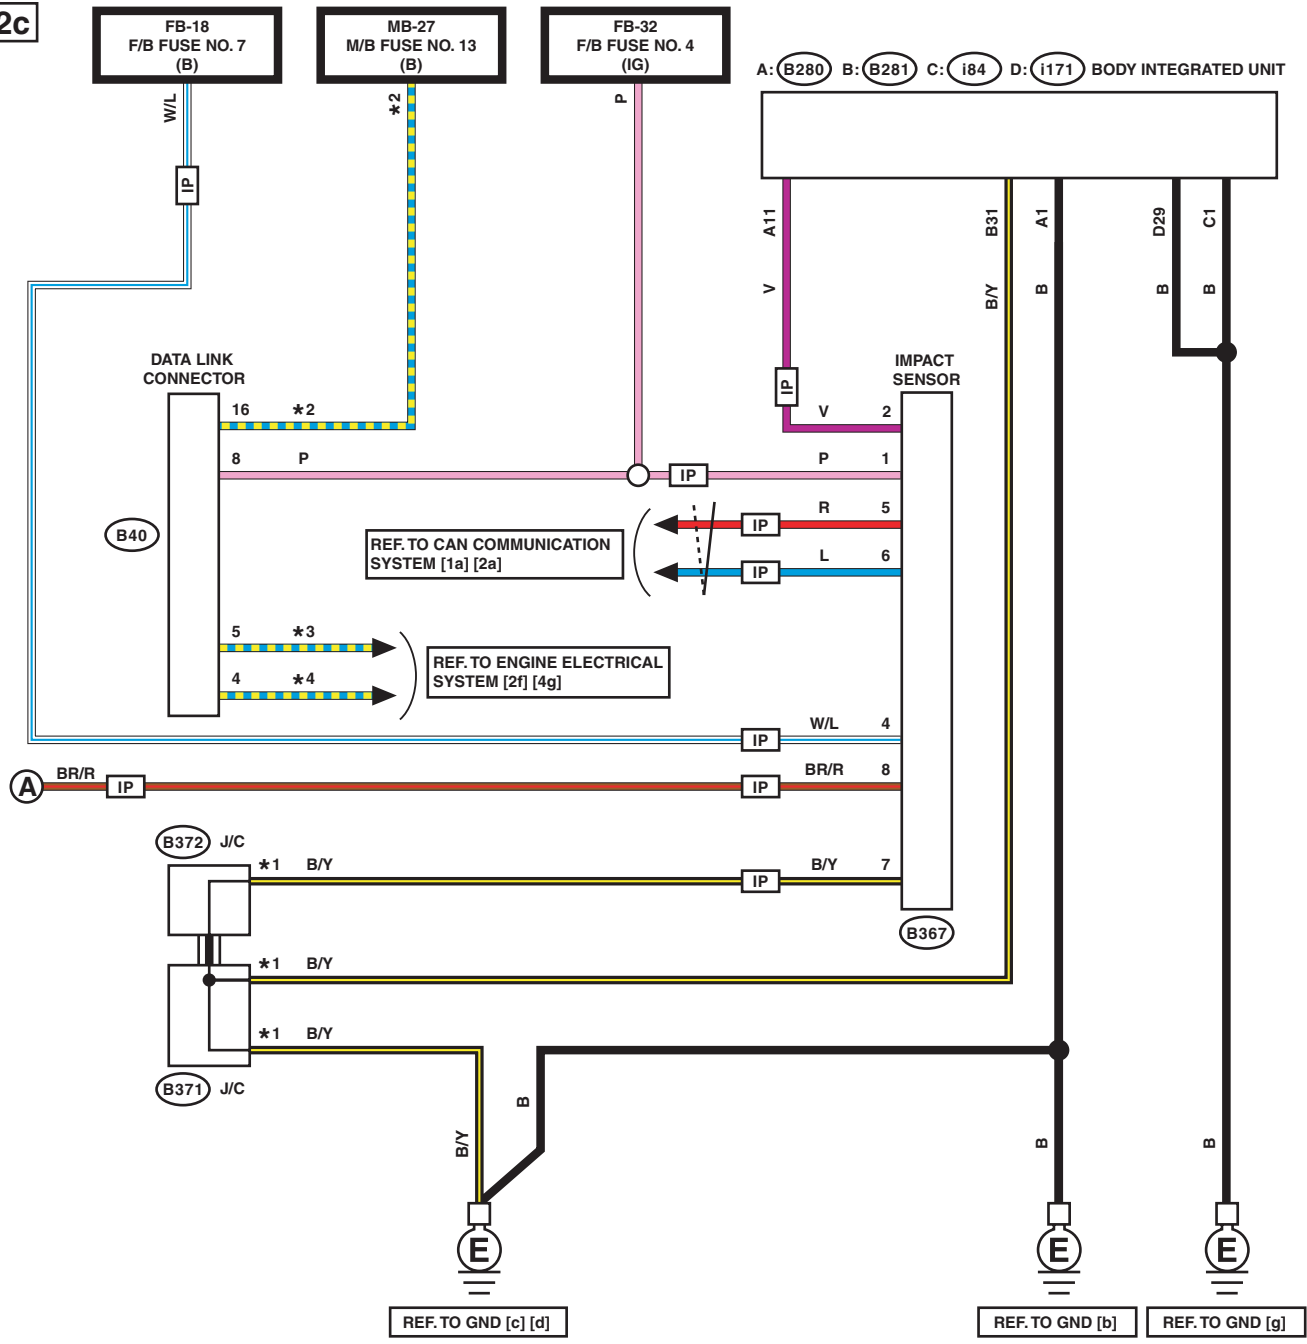 2c
FB-18
F/B FUSE NO. 7
(B)
MB-27
M/B FUSE NO. 13
(B)
FB-32
F/B FUSE NO. 4
(IG)
A: B280 B: B281 C: i84 D: i171 BODY INTEGRATED UNIT
W/L
*2
P
IP
A11
B31
A1
D29
C1
V
B/Y
B
B
B
DATA LINK
CONNECTOR
IMPACT
SENSOR
IP
16 *2
V 2
8 P
IP P 1
B40
REF. TO CAN COMMUNICATION
SYSTEM [1a] [2a]
IP R 5
IP L 6
5 *3
4 *4
REF. TO ENGINE ELECTRICAL
SYSTEM [2f] [4g]
IP W/L 4
A BR/R IP
IP BR/R 8
B372 J/C
*1 B/Y
IP B/Y 7
B367
*1 B/Y
*1 B/Y
B371 J/C
B/Y
B
B
B
E
E
E
REF. TO GND [c] [d]
REF. TO GND [b]
REF. TO GND [g]